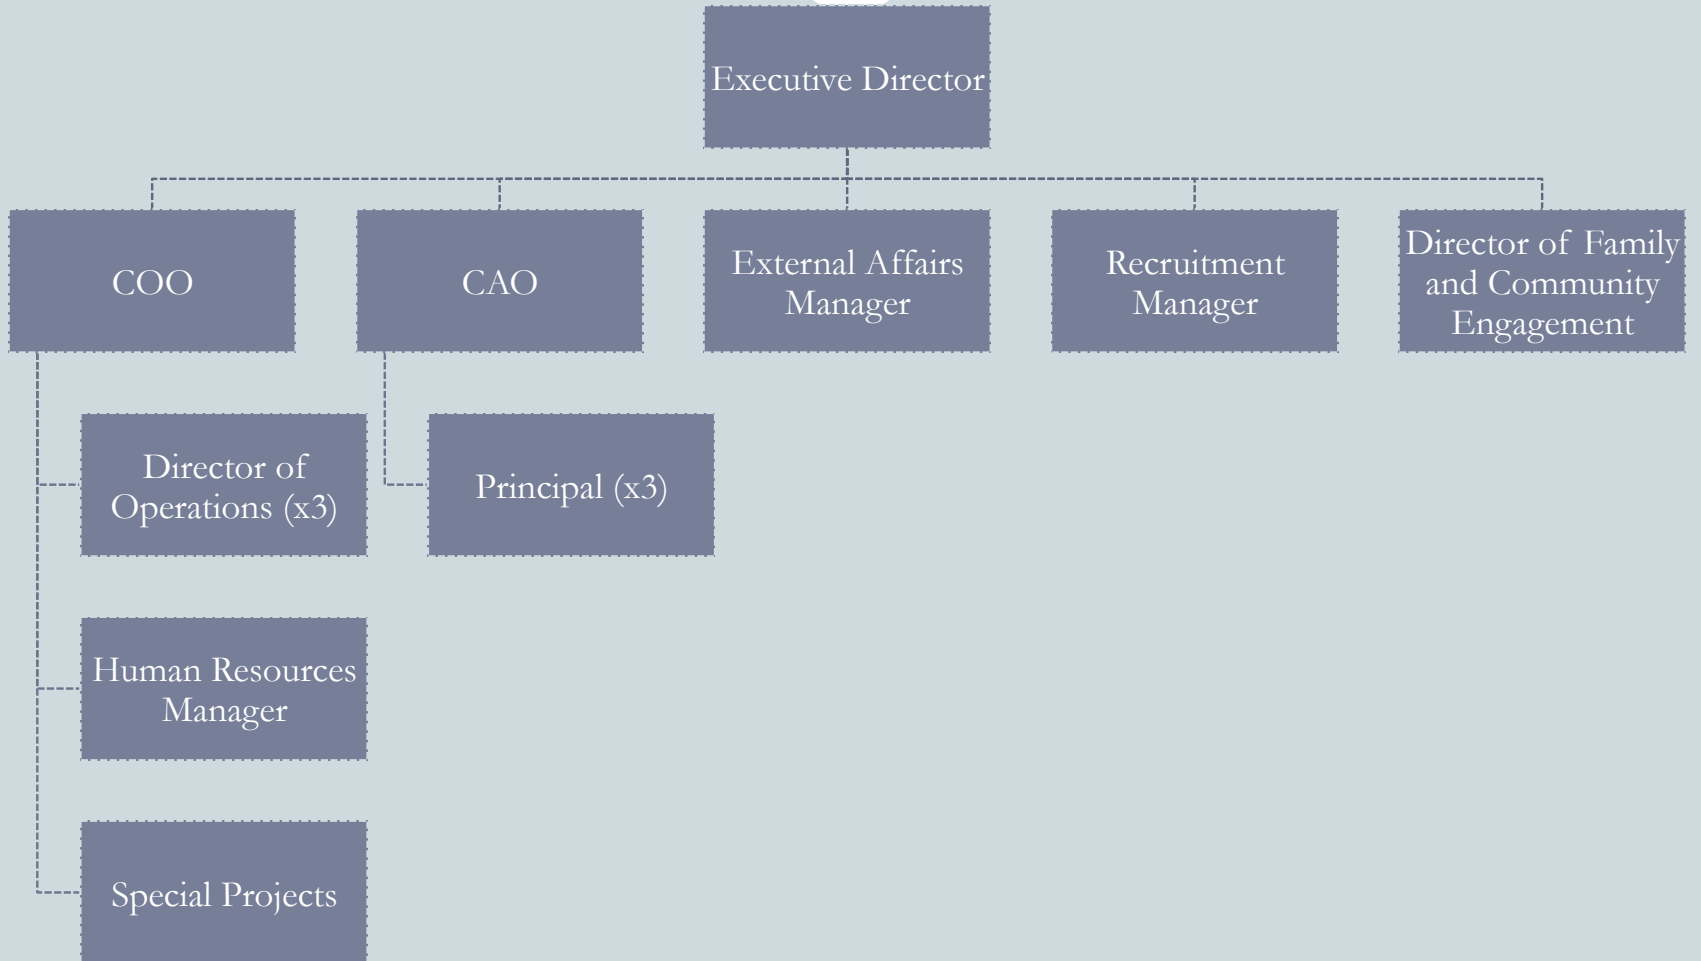 Executive Director
COO
CAO
External Affairs
Manager
Recruitment
Manager
Director of Family
and Community
Engagement
Director of
Operations (x3)
Principal (x3)
Human Resources
Manager
Special Projects